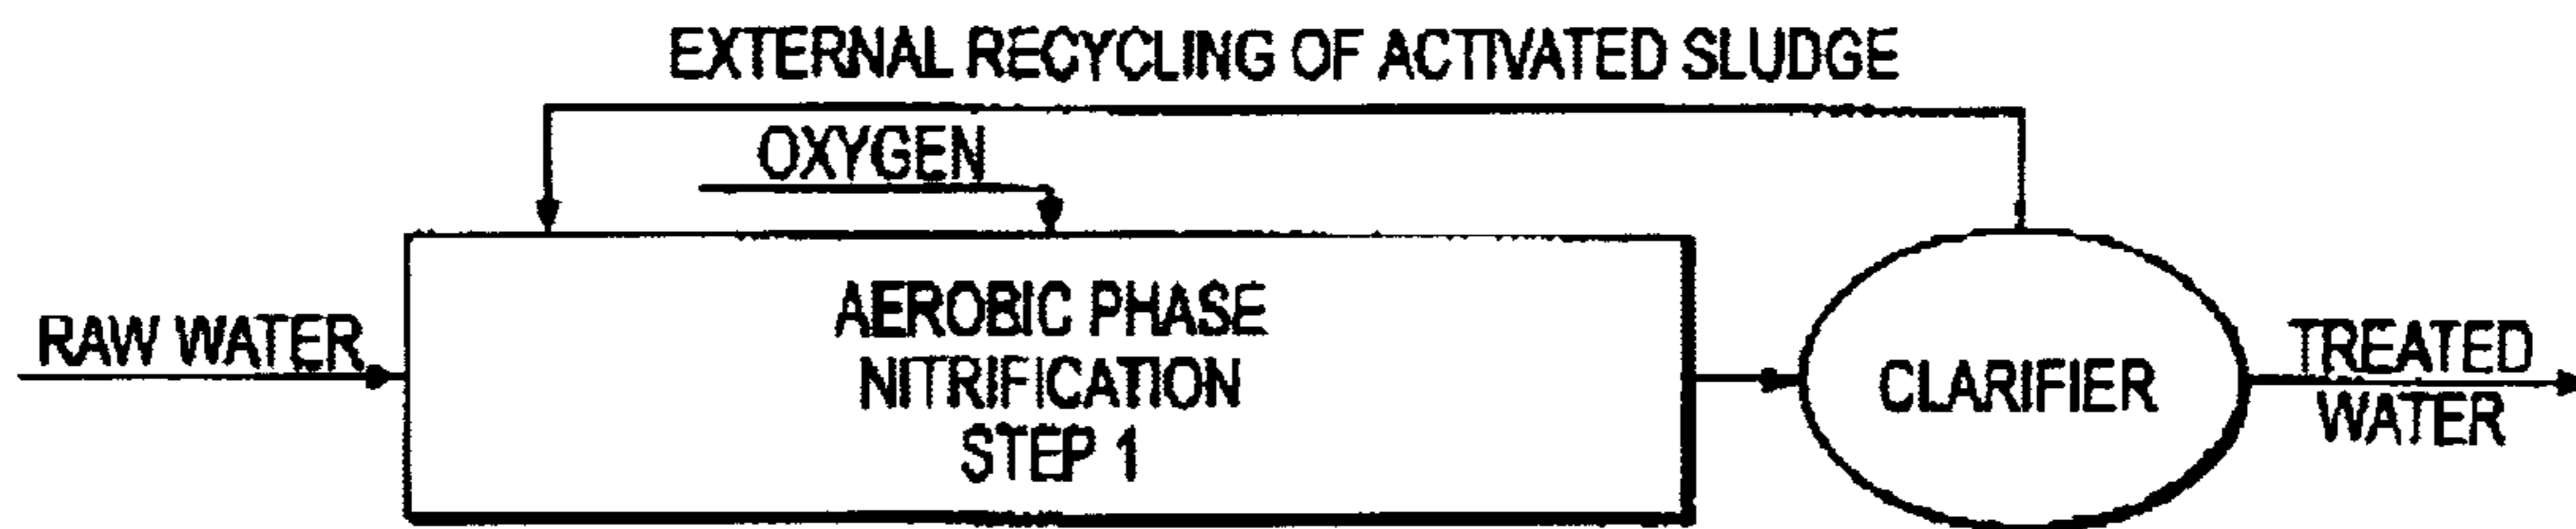 EXTERNAL RECYCLING OF ACTIVATED SLUDGE
OXYGEN
RAW WATER
AEROBIC PHASE
NITRIFICATION
STEP 1
CLARIFIER
TREATED
WATER